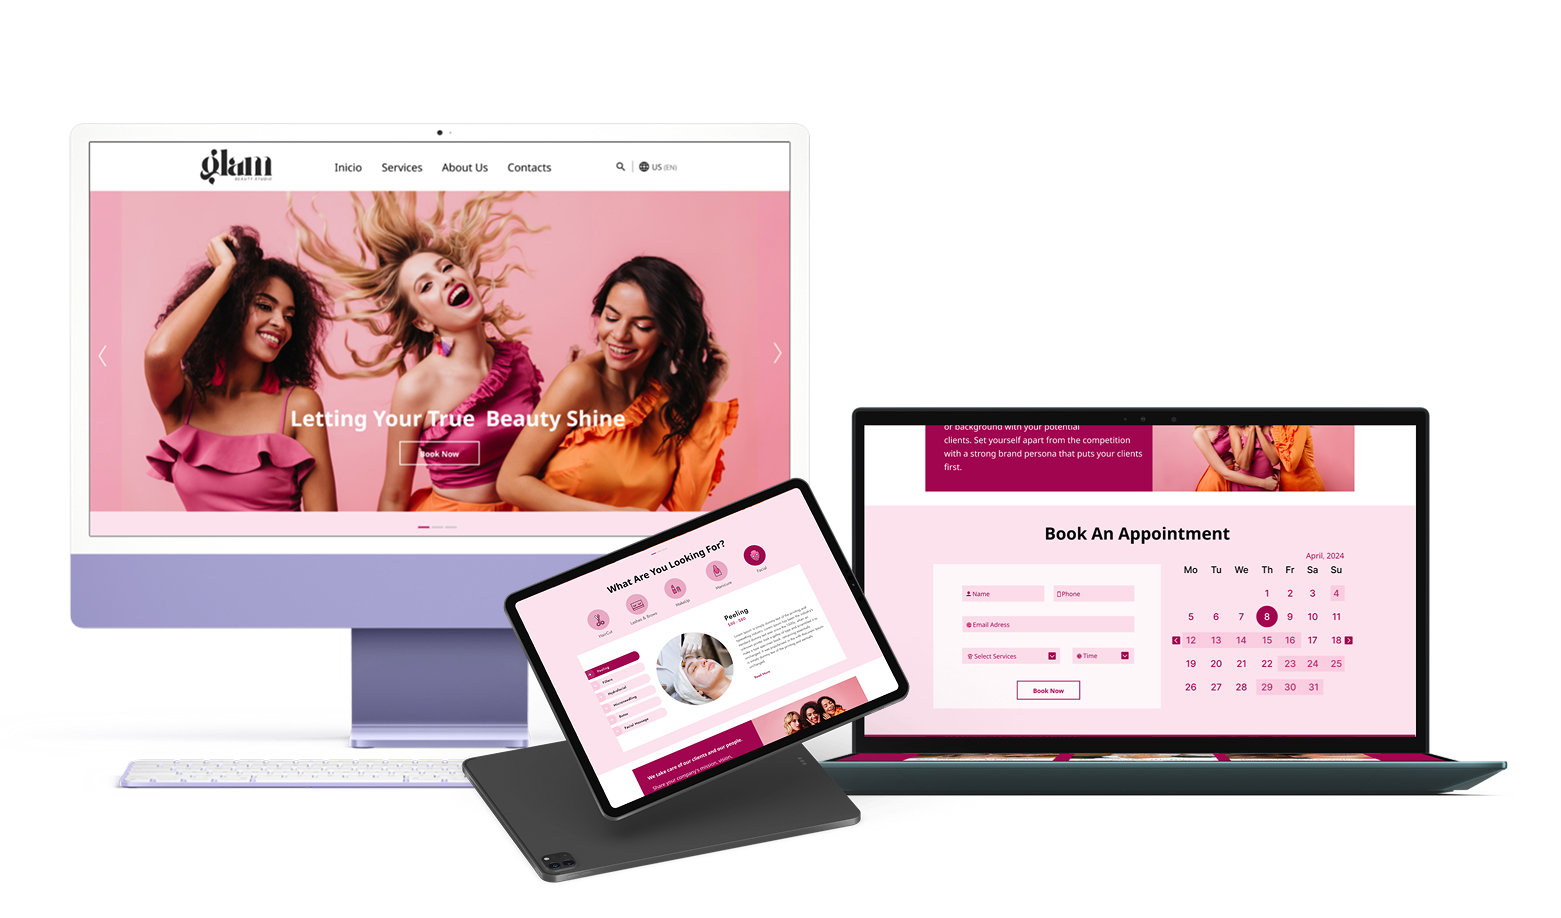 glam
BEAUTY STUDIO
Inicio Services About Us Contacts US (EN)
Letting Your True Beauty Shine
Book Now
What Are You Looking For?
HairCut
Lashes & Brows
MakeUp
Manicure
Facial
Peeling
$30 - $80.
Read More
Peeling
Fillers
Hydrafacial
Microneedling
Botox
Facial Massage
We take care of our clients and our people.
Share your company's mission, vision,
or background with your potential
clients. Set yourself apart from the competition
with a strong brand persona that puts your clients
first.
Book An Appointment
Name Phone
Email Adress
Select Services Time
Book Now
April, 2024
Mo Tu We Th Fr Sa Su
1 2 3 4
5 6 7 8 9 10 11
12 13 14 15 16 17 18
19 20 21 22 23 24 25
26 27 28 29 30 31